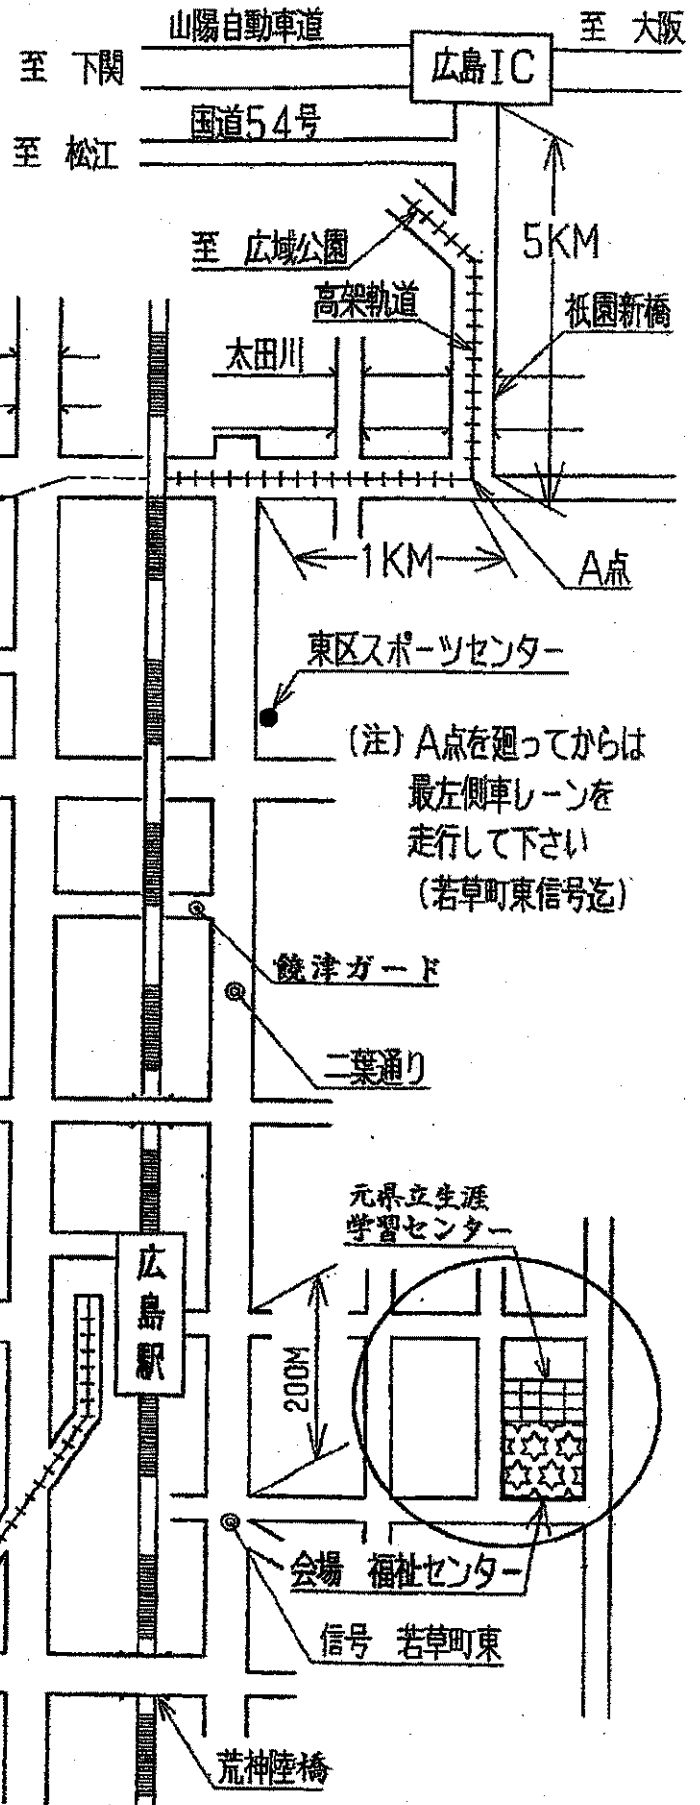 山陽自動車道
至 大阪
至 下関
広島IC
国道54号
至 松江
5KM
至 広域公園
高架軌道
祇園新橋
太田川
1KM
A点
東区スポーツセンター
(注) A点を廻ってからは
最左側車レーンを
走行して下さい
(若草町東信号迄)
饒津ガード
二葉通り
元県立生涯
学習センター
広島駅
200M
会場 福祉センター
信号 若草町東
荒神陸橋